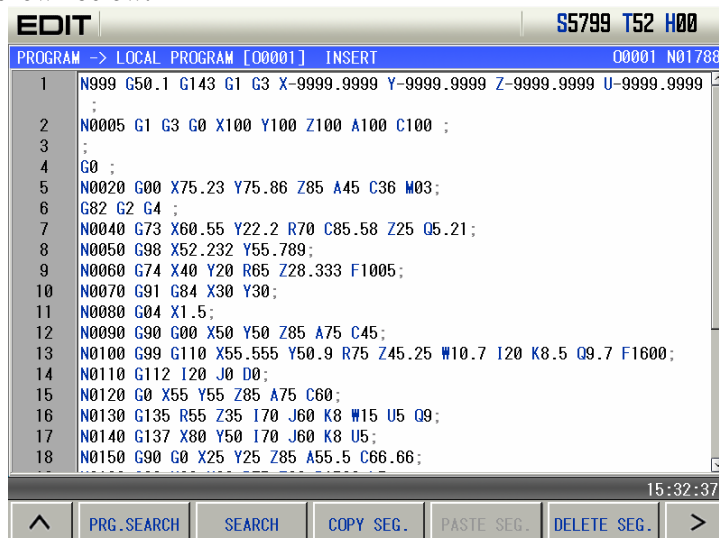 EDIT S5799 T52 H00
PROGRAM -> LOCAL PROGRAM [O0001] INSERT O0001 N01788
1 N999 G50.1 G143 G1 G3 X-9999.9999 Y-9999.9999 Z-9999.9999 U-9999.9999
;
2 N0005 G1 G3 G0 X100 Y100 Z100 A100 C100 ;
3 ;
4 G0 ;
5 N0020 G00 X75.23 Y75.86 Z85 A45 C36 M03;
6 G82 G2 G4 ;
7 N0040 G73 X60.55 Y22.2 R70 C85.58 Z25 Q5.21;
8 N0050 G98 X52.232 Y55.789;
9 N0060 G74 X40 Y20 R65 Z28.333 F1005;
10 N0070 G91 G84 X30 Y30;
11 N0080 G04 X1.5;
12 N0090 G90 G00 X50 Y50 Z85 A75 C45;
13 N0100 G99 G110 X55.555 Y50.9 R75 Z45.25 W10.7 I20 K8.5 Q9.7 F1600;
14 N0110 G112 I20 J0 D0;
15 N0120 G0 X55 Y55 Z85 A75 C60;
16 N0130 G135 R55 Z35 I70 J60 K8 W15 U5 Q9;
17 N0140 G137 X80 Y50 I70 J60 K8 U5;
18 N0150 G90 G0 X25 Y25 Z85 A55.5 C66.66;
15:32:37
PRG.SEARCH SEARCH COPY SEG. PASTE SEG. DELETE SEG. >